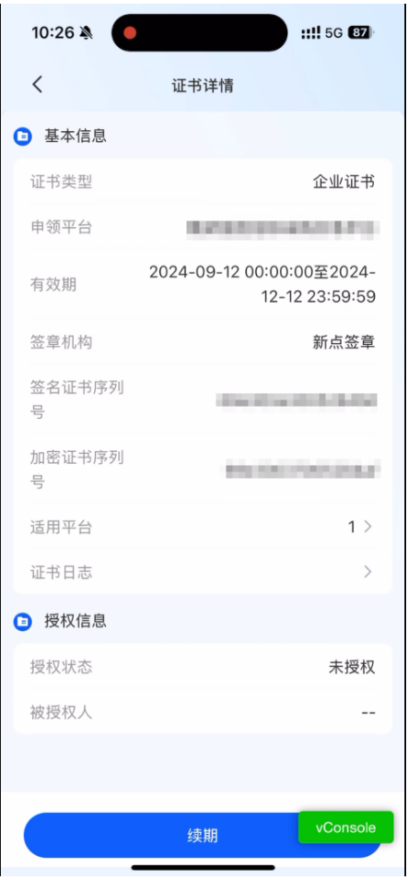 10:26 5G 87
证书详情
基本信息
证书类型 企业证书
申领平台
有效期 2024-09-12 00:00:00至2024-
12-12 23:59:59
签章机构 新点签章
签名证书序列
号
加密证书序列
号
适用平台 1
证书日志
授权信息
授权状态 未授权
被授权人 --
续期
vConsole